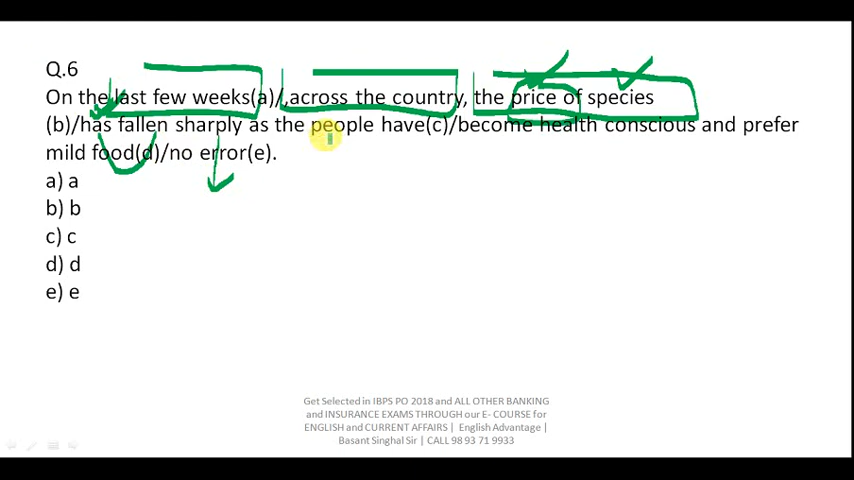 Q.6
On the last few weeks(a)/,across the country, the price of species
(b)/has fallen sharply as the people have(c)/become health conscious and prefer
mild food(d)/no error(e).
a) a
b) b
c) c
d) d
e) e
Get Selected in IBPS PO 2018 and ALL OTHER BANKING
and INSURANCE EXAMS THROUGH our E- COURSE for
ENGLISH and CURRENT AFFAIRS | English Advantage |
Basant Singhal Sir | CALL 98 93 71 9933